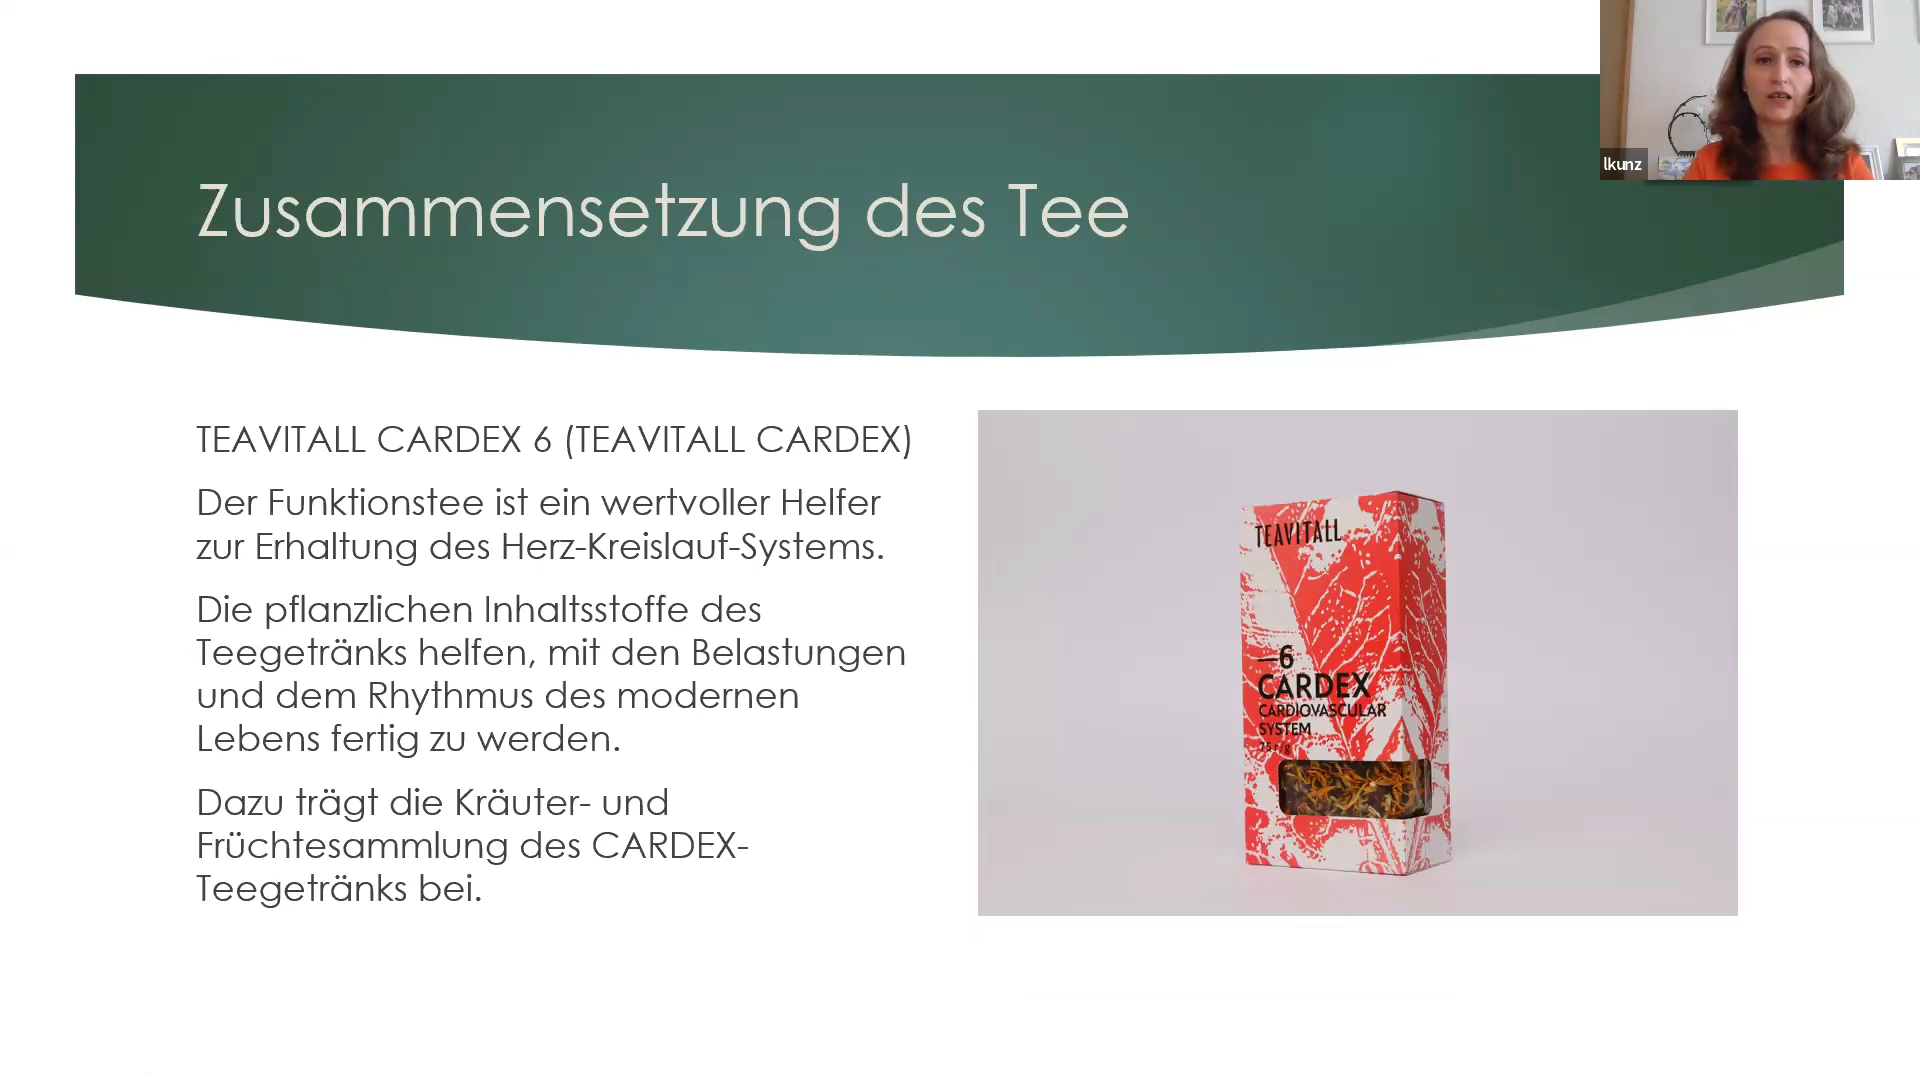 lkunz
Zusammensetzung des Tee
TEAVITALL CARDEX 6 (TEAVITALL CARDEX)
Der Funktionstee ist ein wertvoller Helfer
zur Erhaltung des Herz-Kreislauf-Systems.
Die pflanzlichen Inhaltsstoffe des
Teegetränks helfen, mit den Belastungen
und dem Rhythmus des modernen
Lebens fertig zu werden.
Dazu trägt die Kräuter- und
Früchtesammlung des CARDEX-
Teegetränks bei.
TEAVITALL
—6
CARDEX
CARDIOVASCULAR
SYSTEM
75 г/g